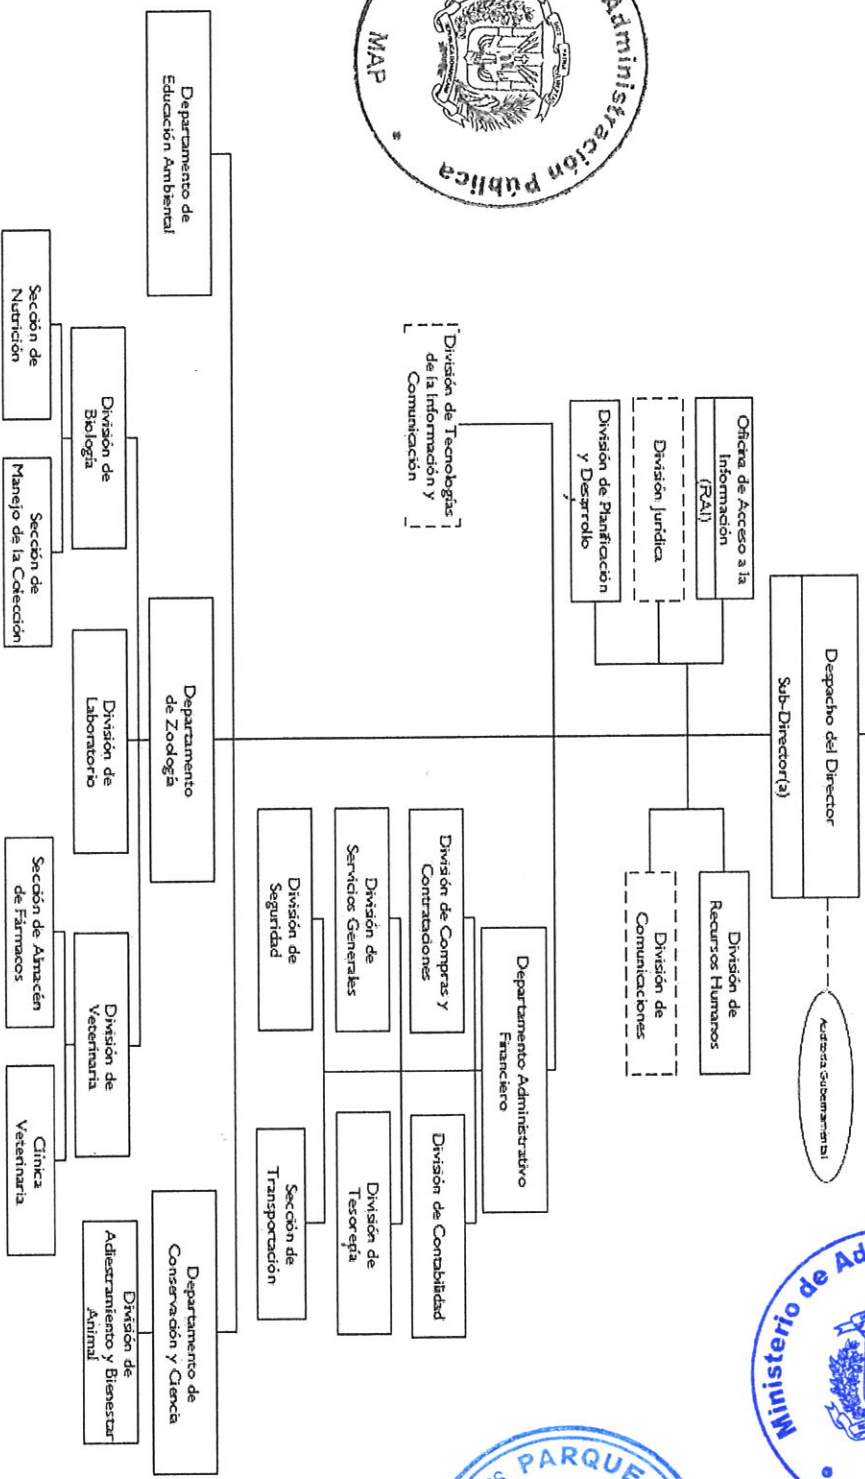 Despacho del Director
Sub-Director(a)
Auditoría Gubernamental
Oficina de Acceso a la
Información
(RAI)
División Jurídica
División de Planificación
y Desarrollo
División de
Recursos Humanos
División de
Comunicaciones
División de Tecnologías
de la Información y
Comunicación
Departamento Administrativo
Financiero
División de Compras y
Contrataciones
División de Contabilidad
División de
Servicios Generales
División de
Tesorería
División de
Seguridad
Sección de
Transportación
Departamento de
Educación Ambiental
Departamento
de Zoología
Departamento de
Conservación y Ciencia
División de
Biología
División de
Laboratorio
División de
Veterinaria
División de
Adiestramiento y Bienestar
Animal
Sección de
Nutrición
Sección de
Manejo de la Colección
Sección de Almacén
de Fármacos
Clínica
Veterinaria
Administración Pública
MAP
Ministerio de Ad
PARQUE